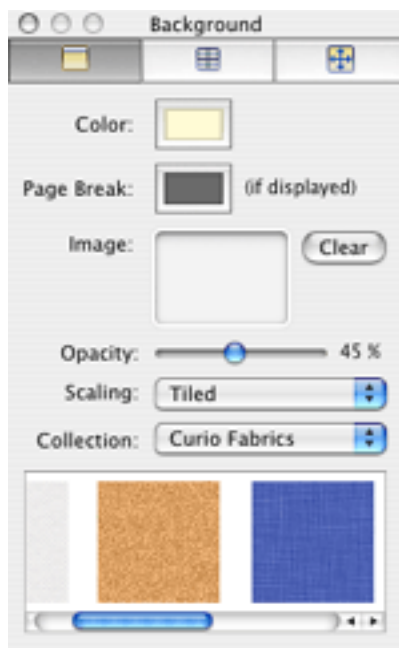 Background
Color:
Page Break: (if displayed)
Image: Clear
Opacity: 45 %
Scaling: Tiled
Collection: Curio Fabrics